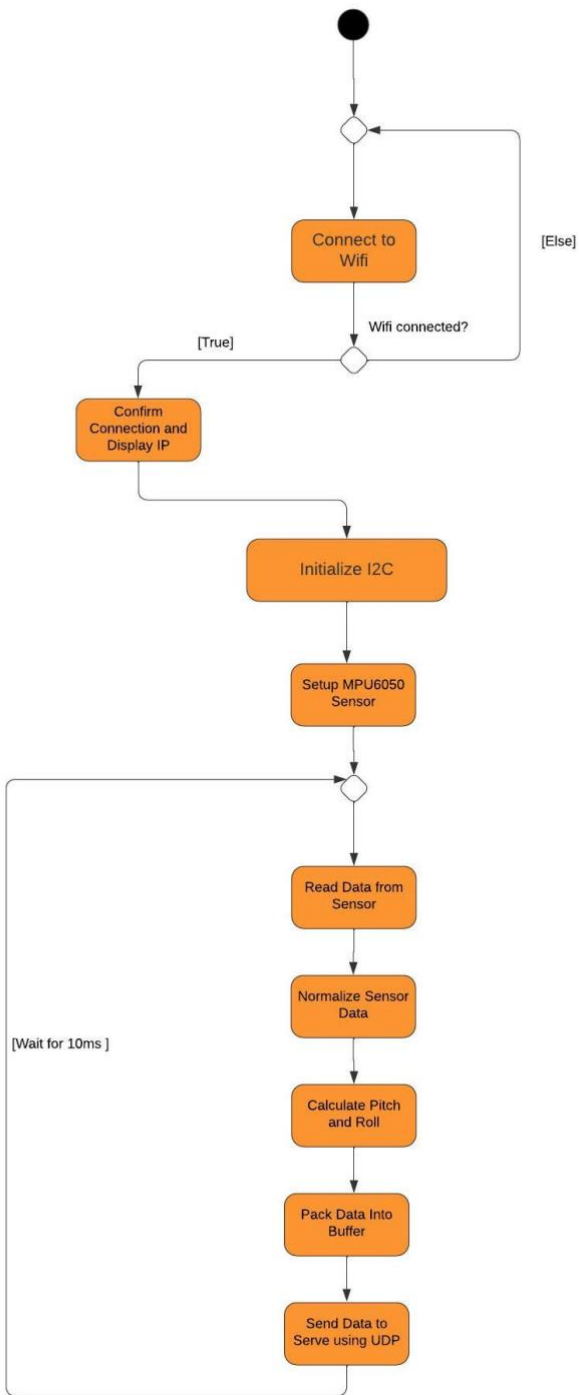 Connect to
Wifi
[Else]
Wifi connected?
[True]
Confirm
Connection and
Display IP
Initialize I2C
Setup MPU6050
Sensor
Read Data from
Sensor
Normalize Sensor
Data
[Wait for 10ms ]
Calculate Pitch
and Roll
Pack Data Into
Buffer
Send Data to
Serve using UDP